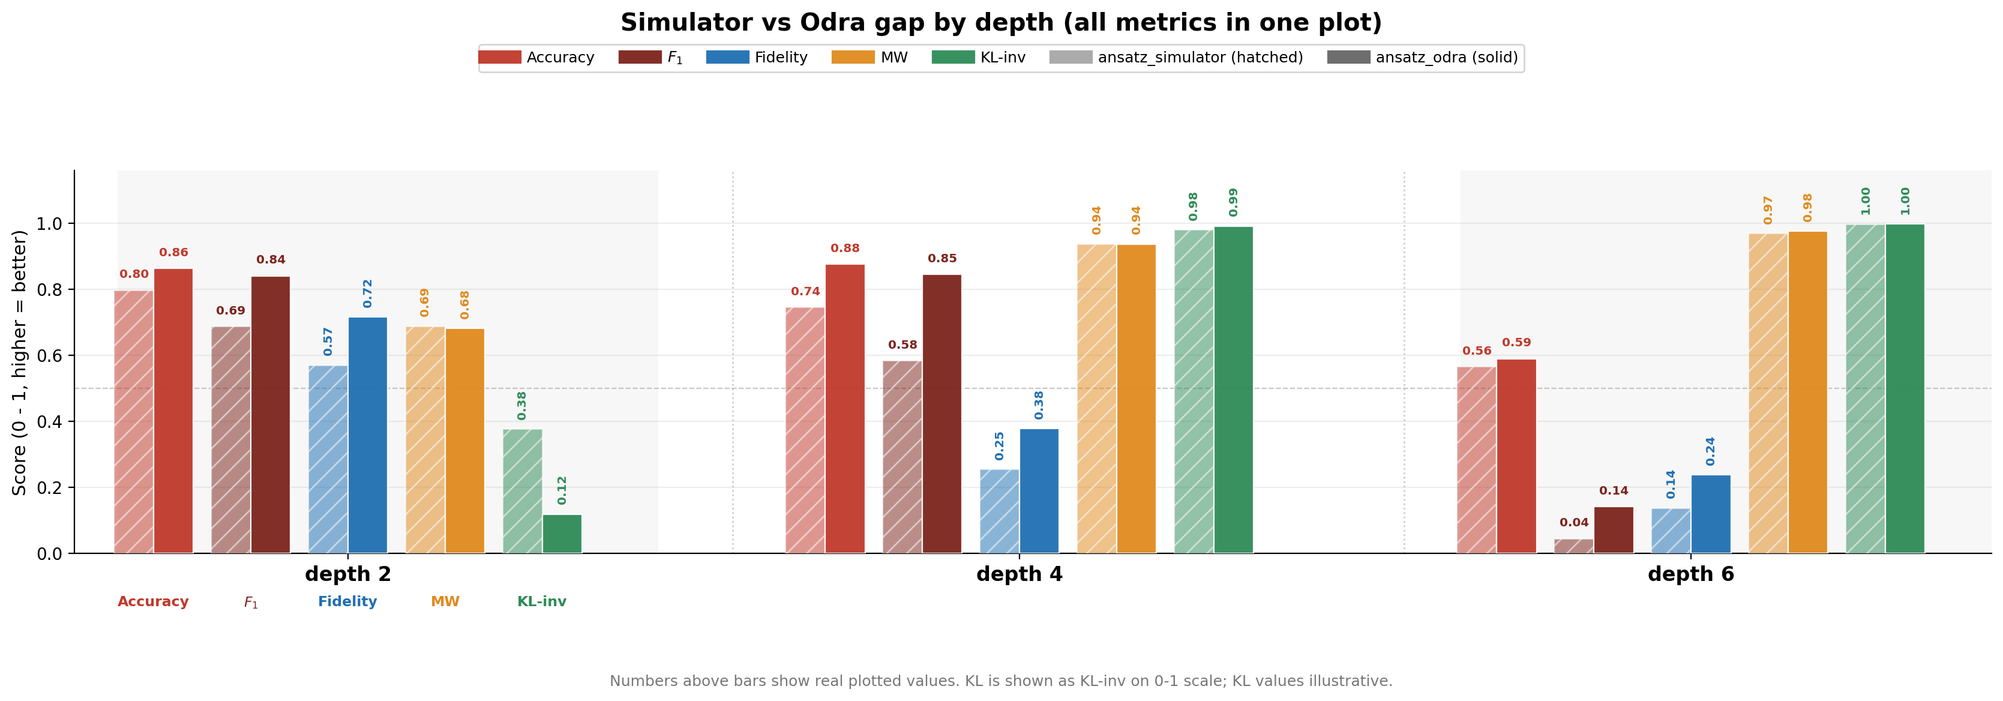 Simulator vs Odra gap by depth (all metrics in one plot)
Accuracy F1 Fidelity MW KL-inv ansatz_simulator (hatched) ansatz_odra (solid)
Score (0 - 1, higher = better)
1.0
0.8
0.6
0.4
0.2
0.0
0.80 0.86 0.69 0.84 0.57 0.72 0.69 0.68 0.38 0.12
0.74 0.88 0.58 0.85 0.25 0.38 0.94 0.94 0.98 0.99
0.56 0.59 0.04 0.14 0.14 0.24 0.97 0.98 1.00 1.00
depth 2 depth 4 depth 6
Accuracy F1 Fidelity MW KL-inv
Numbers above bars show real plotted values. KL is shown as KL-inv on 0-1 scale; KL values illustrative.